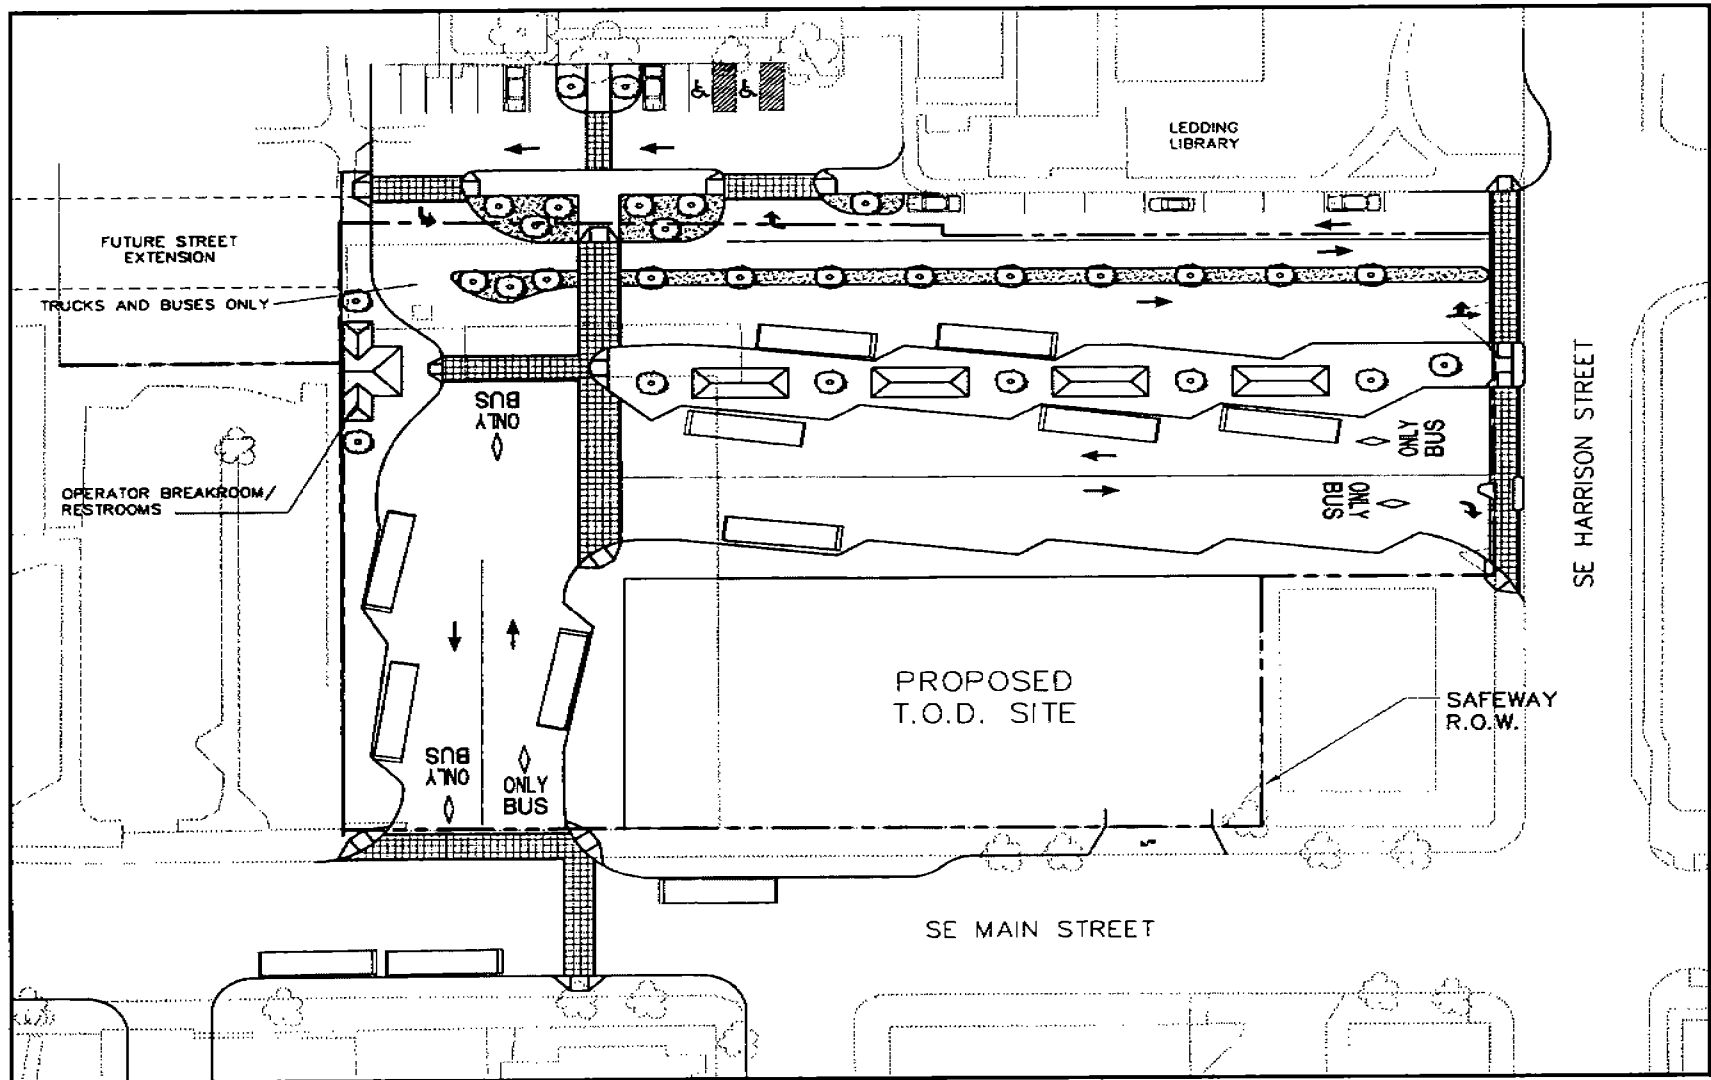 LEDDING
LIBRARY
FUTURE STREET
EXTENSION
TRUCKS AND BUSES ONLY
BUS
ONLY
ONLY
BUS
SE HARRISON STREET
OPERATOR BREAKROOM/
RESTROOMS
ONLY
BUS
PROPOSED
T.O.D. SITE
SAFEWAY
R.O.W.
BUS
ONLY
ONLY
BUS
SE MAIN STREET